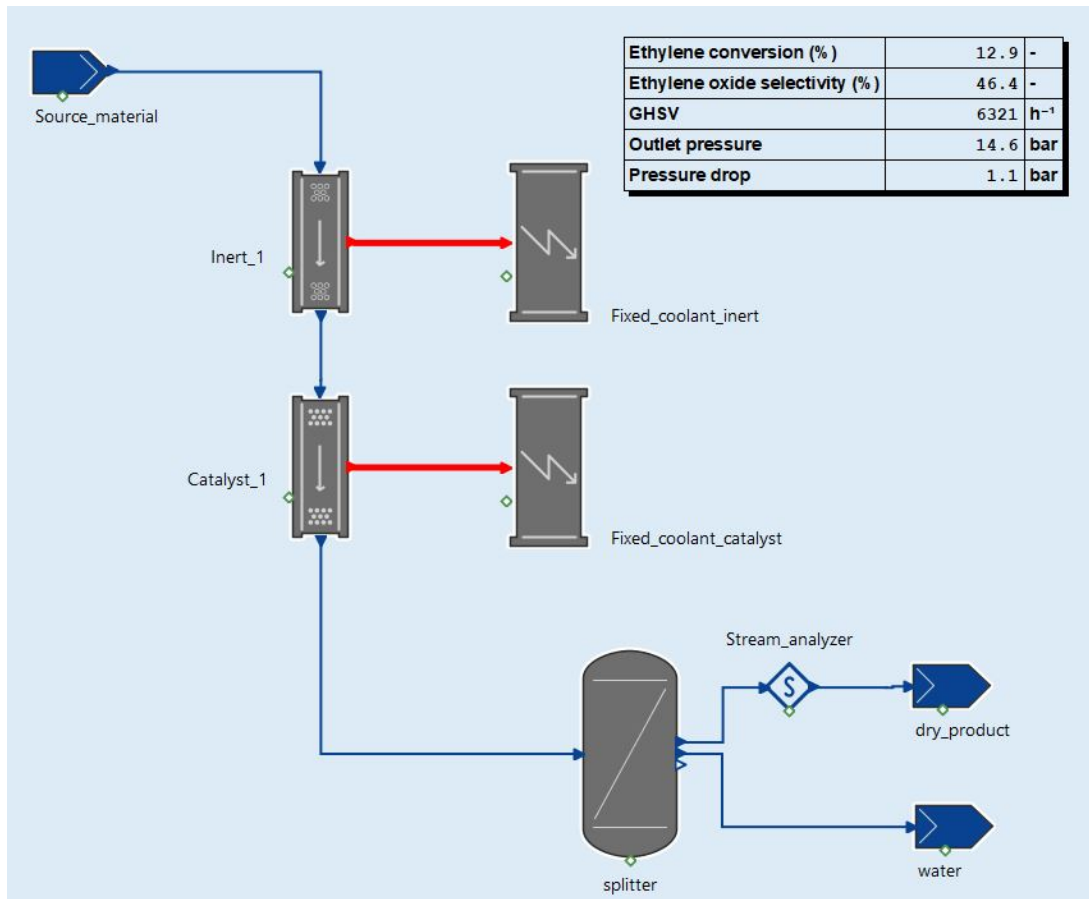 Ethylene conversion (%) 12.9 -
Ethylene oxide selectivity (%) 46.4 -
GHSV 6321 h⁻¹
Outlet pressure 14.6 bar
Pressure drop 1.1 bar
Source_material
Inert_1
Fixed_coolant_inert
Catalyst_1
Fixed_coolant_catalyst
Stream_analyzer
S
dry_product
water
splitter